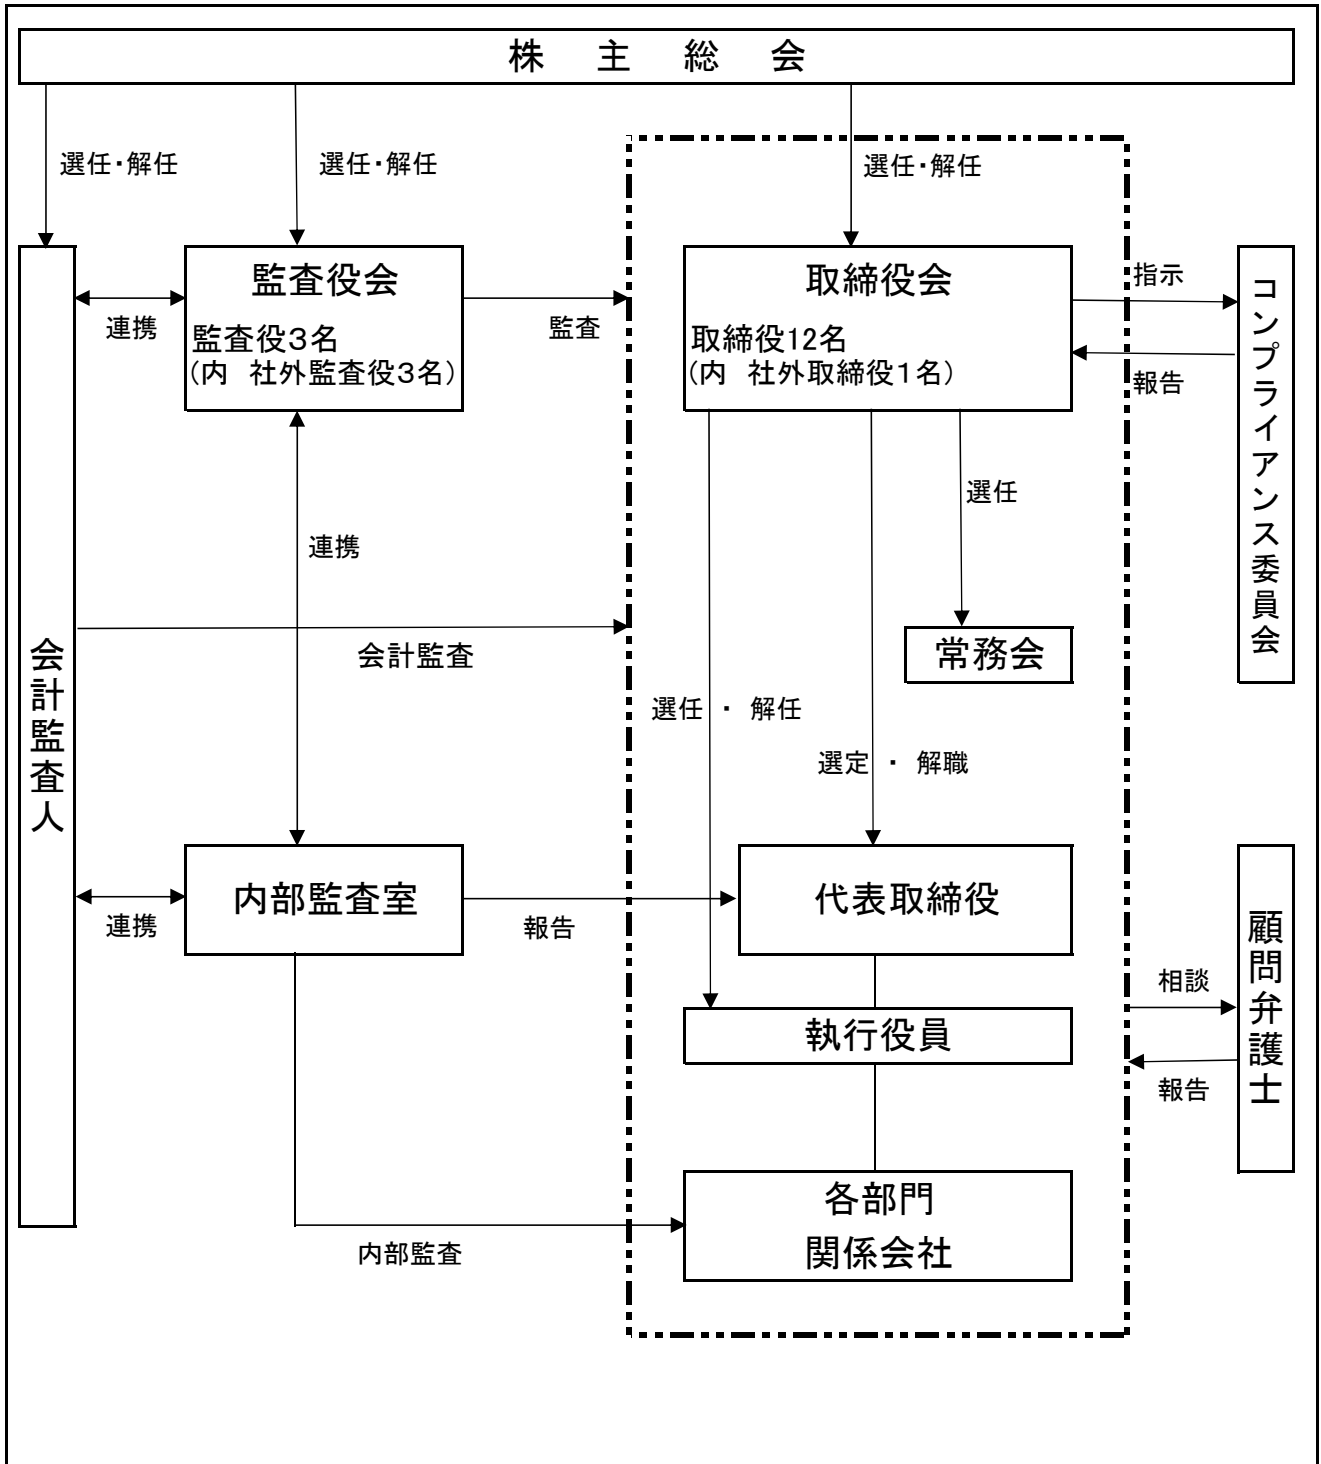 株　主　総　会
選任・解任
選任・解任
選任・解任
監査役会
監査役３名
(内　社外監査役３名)
取締役会
取締役12名
(内　社外取締役１名)
連携
監査
指示
報告
コンプライアンス委員会
選任
連携
会計監査
常務会
会計監査人
選任 ・ 解任
選定 ・ 解職
内部監査室
代表取締役
連携
報告
顧問弁護士
相談
執行役員
報告
各部門
関係会社
内部監査